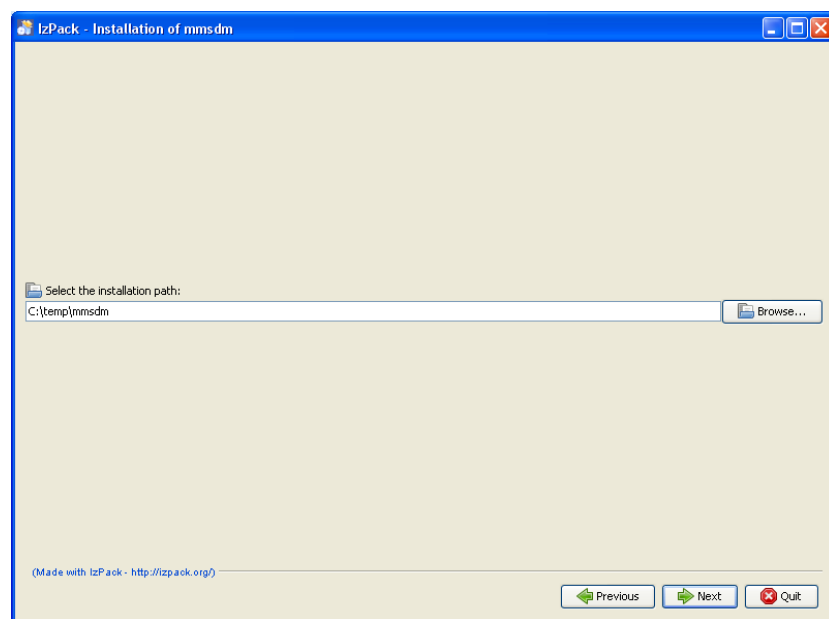 IzPack - Installation of mmsdm
Select the installation path:
C:\temp\mmsdm
Browse...
(Made with IzPack - http://izpack.org/)
Previous
Next
Quit